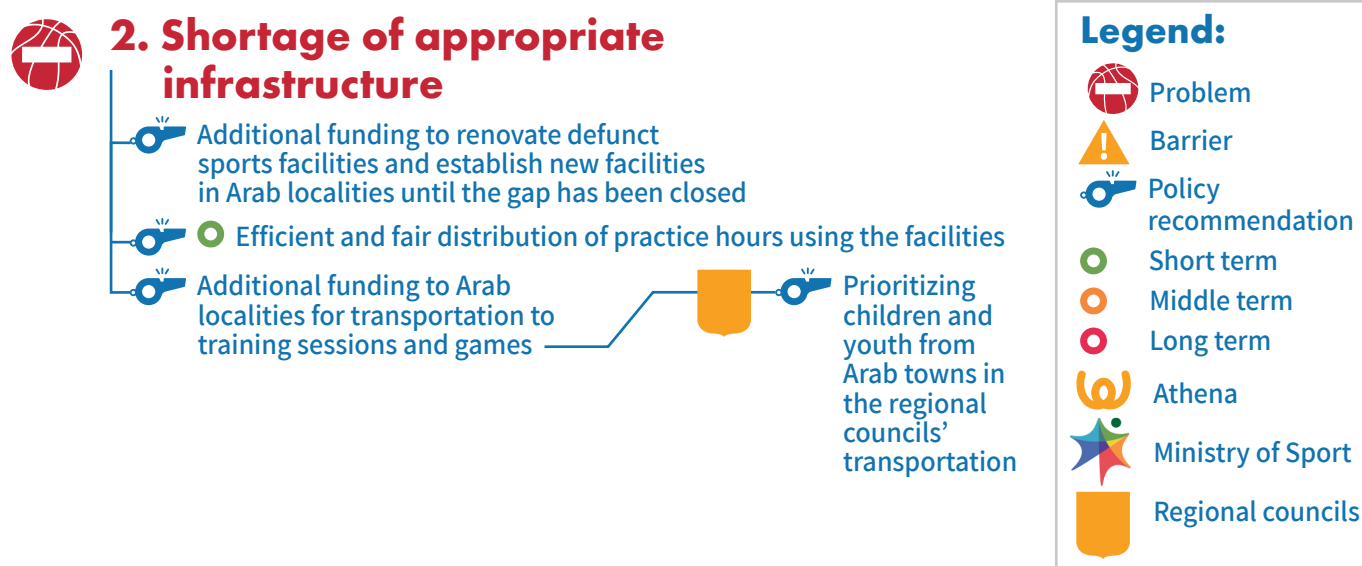 2. Shortage of appropriate
infrastructure
Additional funding to renovate defunct
sports facilities and establish new facilities
in Arab localities until the gap has been closed
Efficient and fair distribution of practice hours using the facilities
Additional funding to Arab
localities for transportation to
training sessions and games
Prioritizing
children and
youth from
Arab towns in
the regional
councils’
transportation
Legend:
Problem
Barrier
Policy
recommendation
Short term
Middle term
Long term
Athena
Ministry of Sport
Regional councils